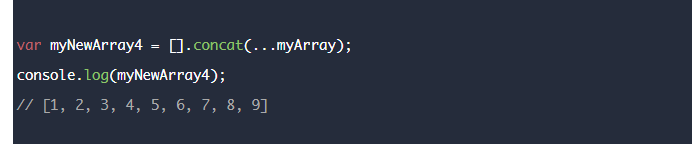 var myNewArray4 = [].concat(...myArray);
console.log(myNewArray4);
// [1, 2, 3, 4, 5, 6, 7, 8, 9]